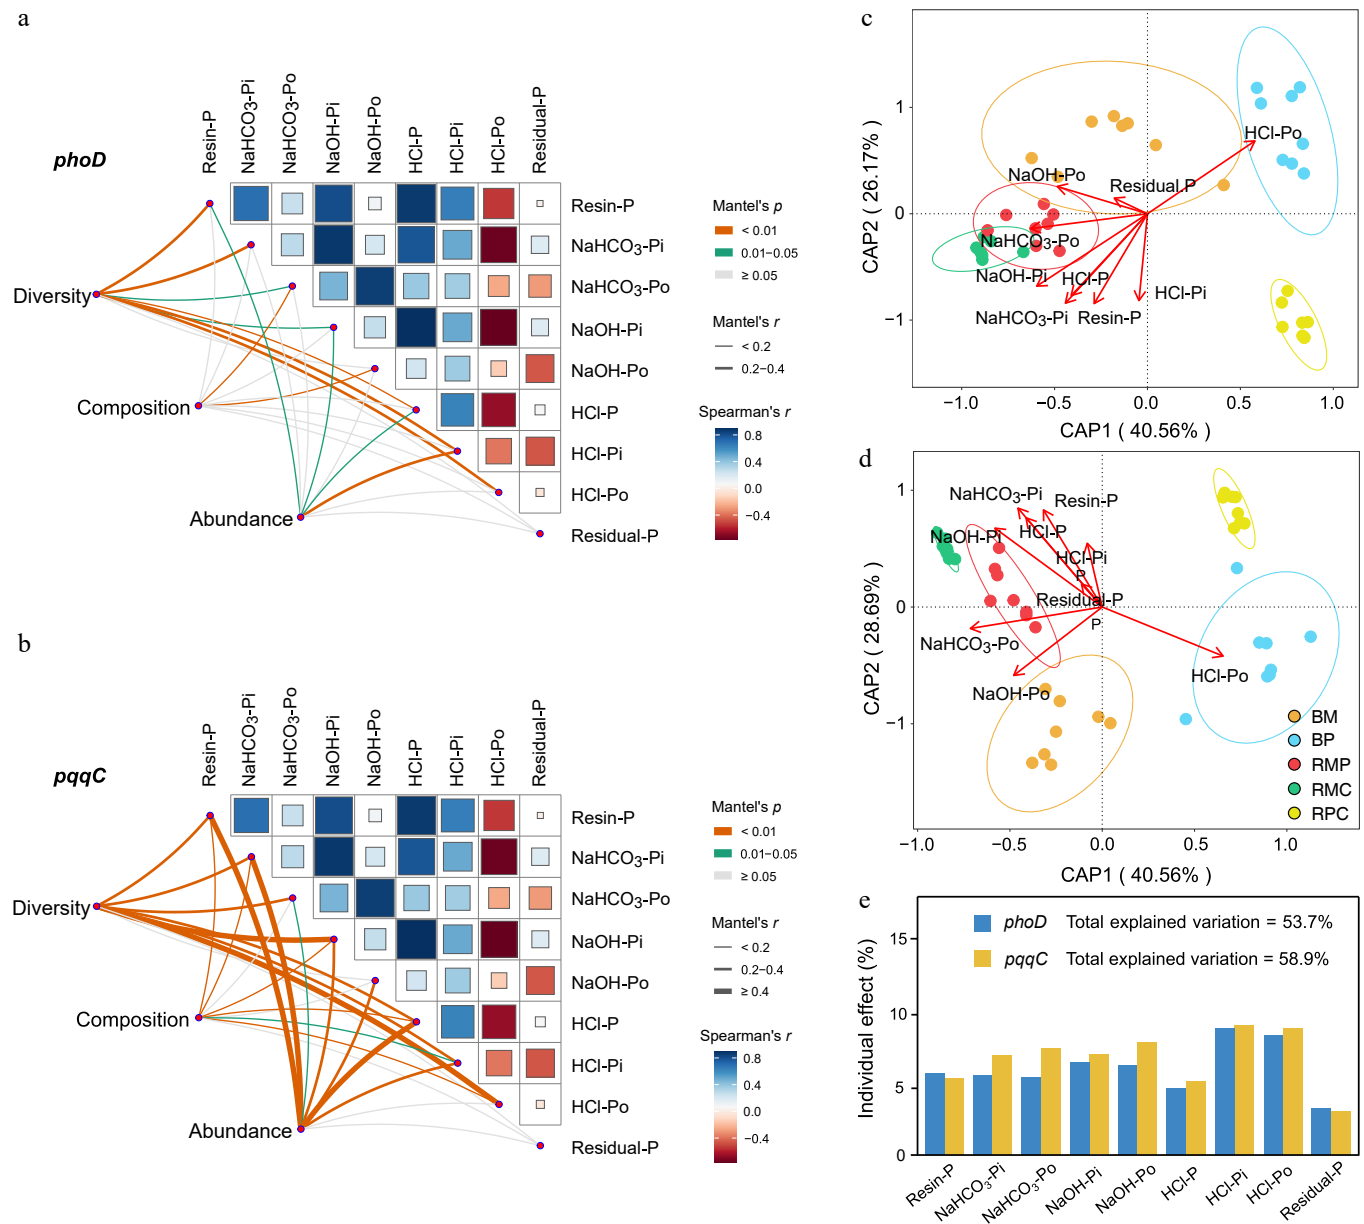 a
phoD
Resin-P
NaHCO3-Pi
NaHCO3-Po
NaOH-Pi
NaOH-Po
HCl-P
HCl-Pi
HCl-Po
Residual-P
Resin-P
NaHCO3-Pi
NaHCO3-Po
NaOH-Pi
NaOH-Po
HCl-P
HCl-Pi
HCl-Po
Residual-P
Diversity
Composition
Abundance
Mantel's p
< 0.01
0.01–0.05
≥ 0.05
Mantel's r
< 0.2
0.2–0.4
Spearman's r
0.8
0.4
0.0
−0.4
b
pqqC
Resin-P
NaHCO3-Pi
NaHCO3-Po
NaOH-Pi
NaOH-Po
HCl-P
HCl-Pi
HCl-Po
Residual-P
Resin-P
NaHCO3-Pi
NaHCO3-Po
NaOH-Pi
NaOH-Po
HCl-P
HCl-Pi
HCl-Po
Residual-P
Diversity
Composition
Abundance
Mantel's p
< 0.01
0.01–0.05
≥ 0.05
Mantel's r
< 0.2
0.2–0.4
≥ 0.4
Spearman's r
0.8
0.4
0.0
−0.4
c
CAP2 ( 26.17% )
1
0
−1
HCl-Po
NaOH-Po
Residual P
NaHCO3-Po
NaOH-Pi
HCl-P
HCl-Pi
NaHCO3-Pi
Resin-P
−1.0
−0.5
0.0
0.5
1.0
CAP1 ( 40.56% )
d
CAP2 ( 28.69% )
1
0
−1
NaHCO3-Pi
Resin-P
NaOH-Pi
HCl-P
HCl-Pi
P
Residual-P
P
NaHCO3-Po
NaOH-Po
HCl-Po
BM
BP
RMP
RMC
RPC
−1.0
−0.5
0.0
0.5
1.0
CAP1 ( 40.56% )
e
Individual effect (%)
15
10
5
0
phoD Total explained variation = 53.7%
pqqC Total explained variation = 58.9%
Resin-P
NaHCO3-Pi
NaHCO3-Po
NaOH-Pi
NaOH-Po
HCl-P
HCl-Pi
HCl-Po
Residual-P